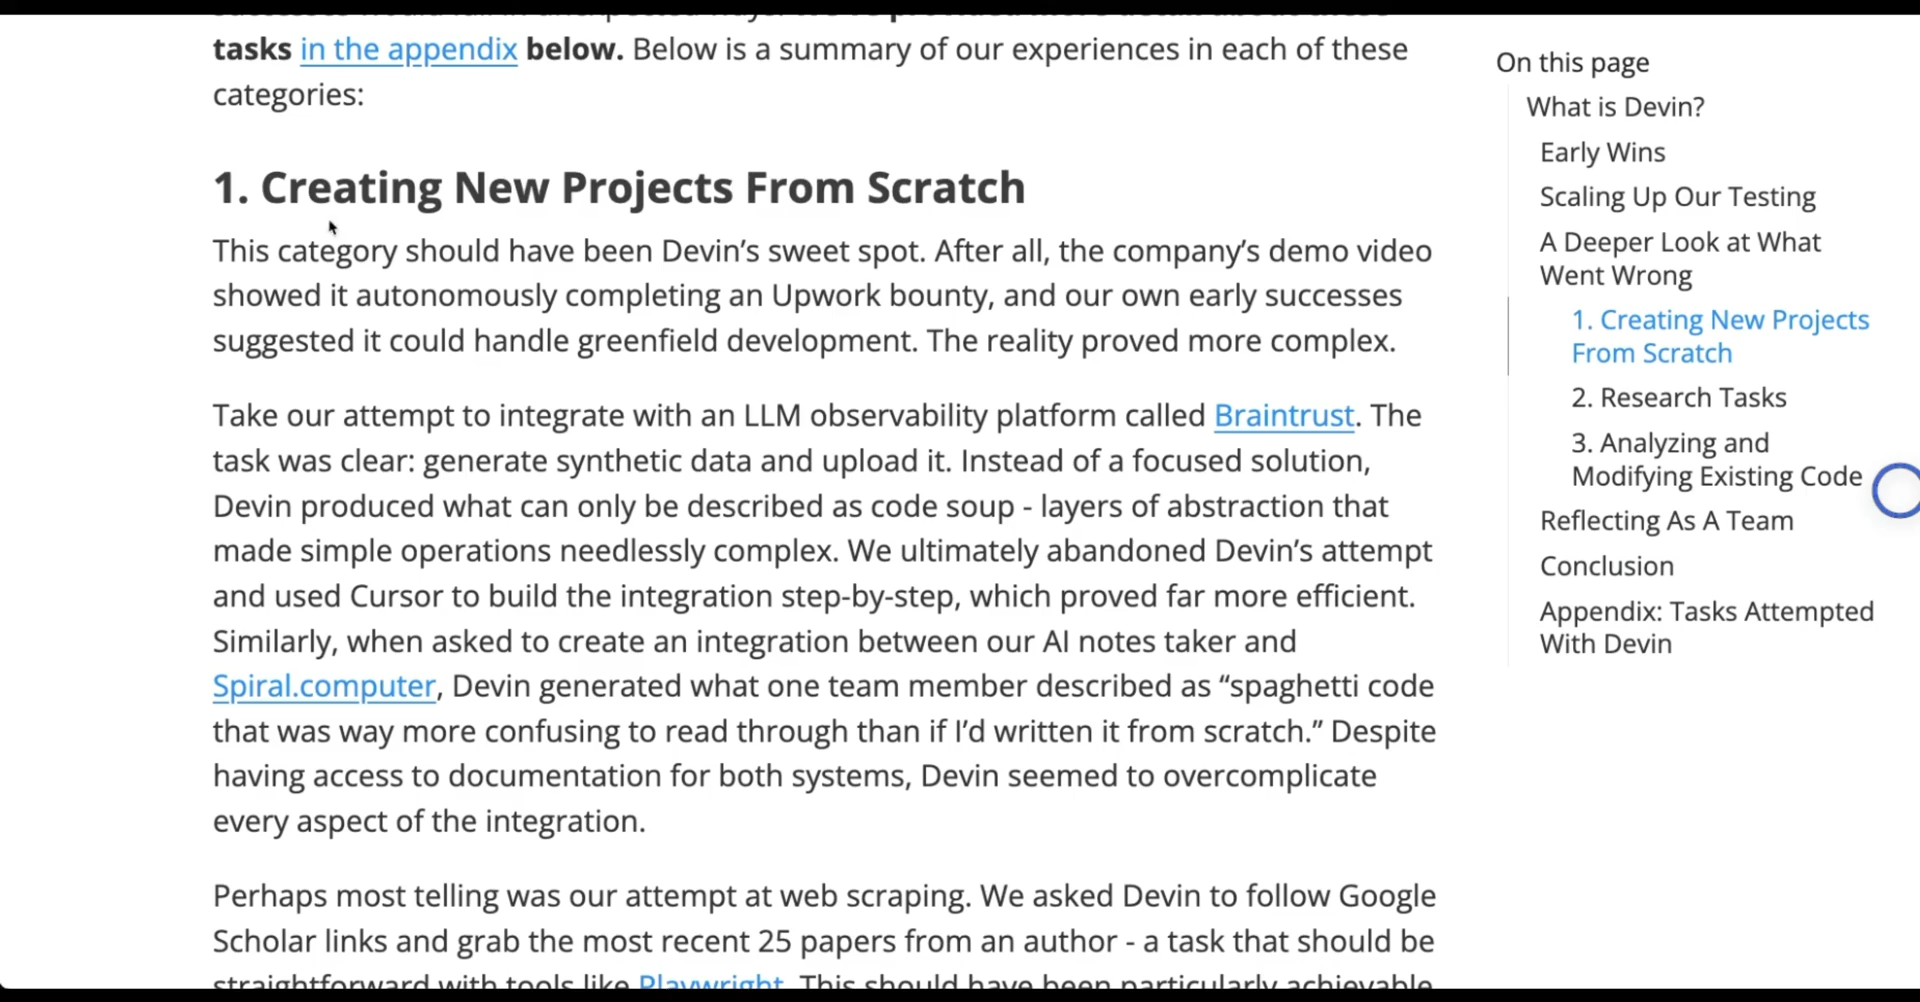 tasks in the appendix below. Below is a summary of our experiences in each of these
categories:
1. Creating New Projects From Scratch
This category should have been Devin’s sweet spot. After all, the company’s demo video
showed it autonomously completing an Upwork bounty, and our own early successes
suggested it could handle greenfield development. The reality proved more complex.
Take our attempt to integrate with an LLM observability platform called Braintrust. The
task was clear: generate synthetic data and upload it. Instead of a focused solution,
Devin produced what can only be described as code soup - layers of abstraction that
made simple operations needlessly complex. We ultimately abandoned Devin’s attempt
and used Cursor to build the integration step-by-step, which proved far more efficient.
Similarly, when asked to create an integration between our AI notes taker and
Spiral.computer, Devin generated what one team member described as “spaghetti code
that was way more confusing to read through than if I’d written it from scratch.” Despite
having access to documentation for both systems, Devin seemed to overcomplicate
every aspect of the integration.
Perhaps most telling was our attempt at web scraping. We asked Devin to follow Google
Scholar links and grab the most recent 25 papers from an author - a task that should be
straightforward with tools like Playwright. This should have been particularly achievable
On this page
What is Devin?
Early Wins
Scaling Up Our Testing
A Deeper Look at What
Went Wrong
1. Creating New Projects
From Scratch
2. Research Tasks
3. Analyzing and
Modifying Existing Code
Reflecting As A Team
Conclusion
Appendix: Tasks Attempted
With Devin